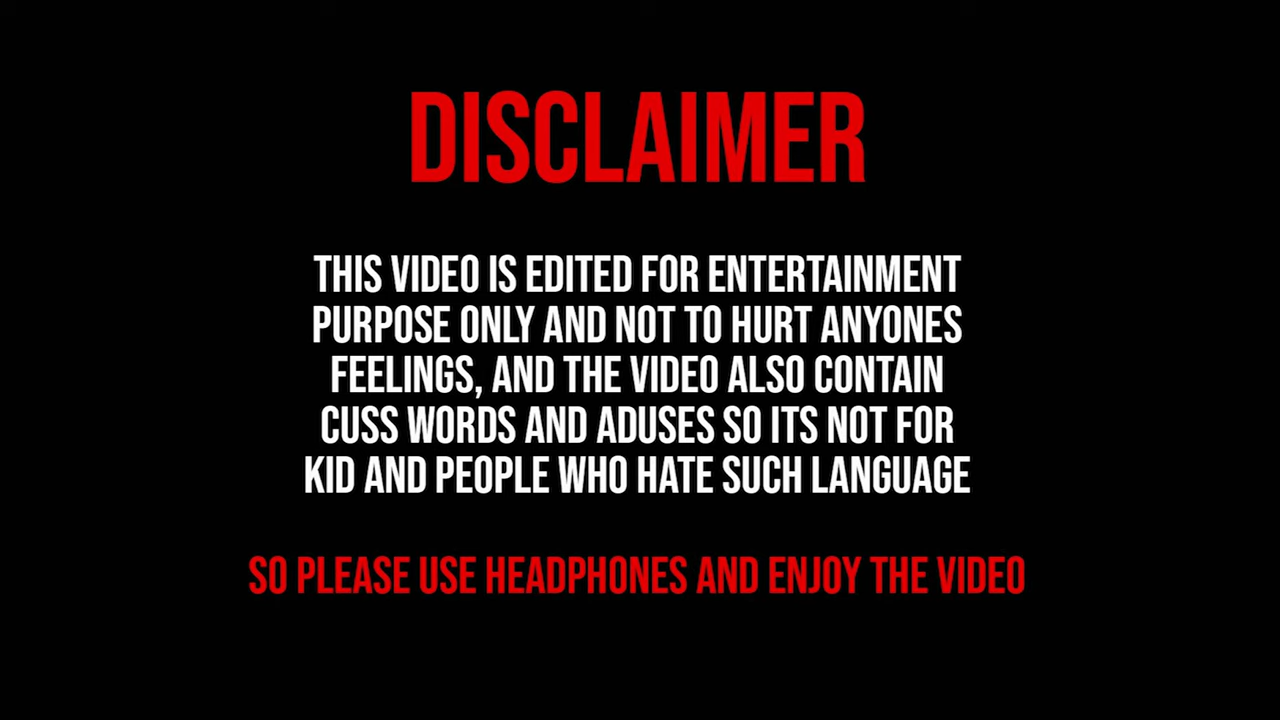 DISCLAIMER
THIS VIDEO IS EDITED FOR ENTERTAINMENT
PURPOSE ONLY AND NOT TO HURT ANYONES
FEELINGS, AND THE VIDEO ALSO CONTAIN
CUSS WORDS AND ADUSES SO ITS NOT FOR
KID AND PEOPLE WHO HATE SUCH LANGUAGE
SO PLEASE USE HEADPHONES AND ENJOY THE VIDEO